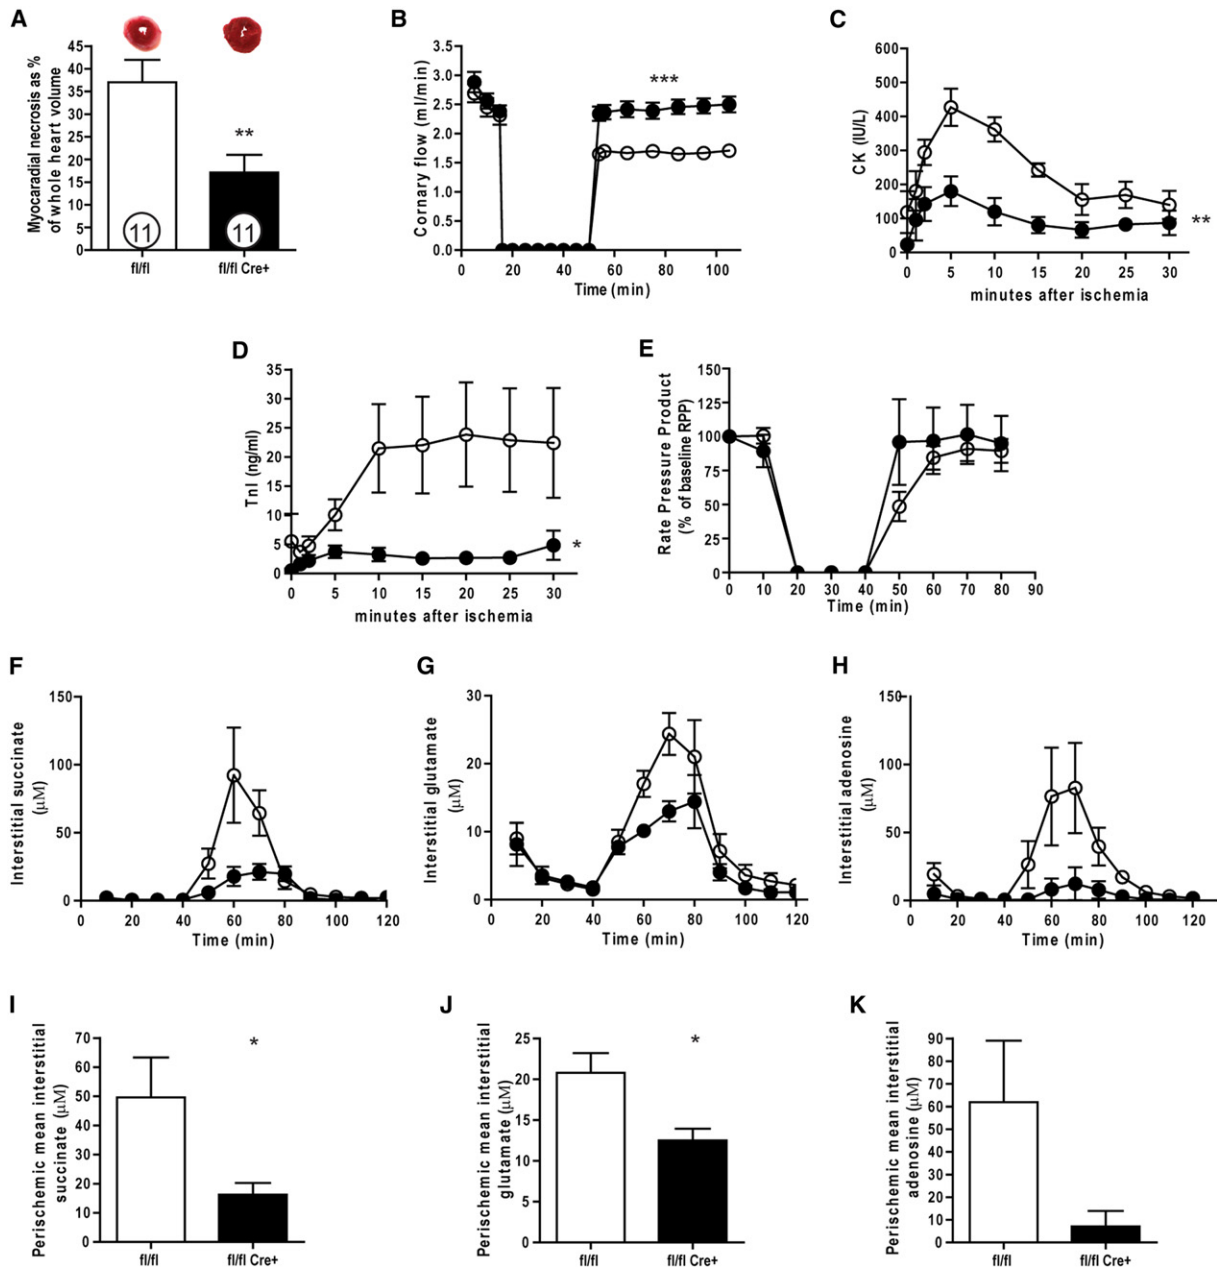 A
Myocaradial necrosis as %
of whole heart volume
45
40
35
30
25
20
15
10
5
0
**
11
11
fl/fl
fl/fl Cre+
B
Cornary flow (ml/min)
3.5
3.0
2.5
2.0
1.5
1.0
0.5
0.0
***
0 20 40 60 80 100
Time (min)
C
CK (IU/L)
600
500
400
300
200
100
0
**
0 5 10 15 20 25 30
minutes after ischemia
D
TnI (ng/ml)
35
30
25
20
15
10
5
0
*
0 5 10 15 20 25 30
minutes after ischemia
E
Rate Pressure Product
(% of baseline RPP)
150
125
100
75
50
25
0
0 10 20 30 40 50 60 70 80 90
Time (min)
F
Interstitial succinate
(μM)
150
100
50
0
0 20 40 60 80 100 120
Time (min)
G
Interstitial glutamate
(μM)
30
20
10
0
0 20 40 60 80 100 120
Time (min)
H
Interstitial adenosine
(μM)
150
100
50
0
0 20 40 60 80 100 120
Time (min)
I
Perischemic mean interstitial
succinate (μM)
70
60
50
40
30
20
10
0
*
fl/fl
fl/fl Cre+
J
Perischemic mean interstitial
glutamate (μM)
25
20
15
10
5
0
*
fl/fl
fl/fl Cre+
K
Perischemic mean interstitial
adenosine (μM)
90
80
70
60
50
40
30
20
10
0
fl/fl
fl/fl Cre+